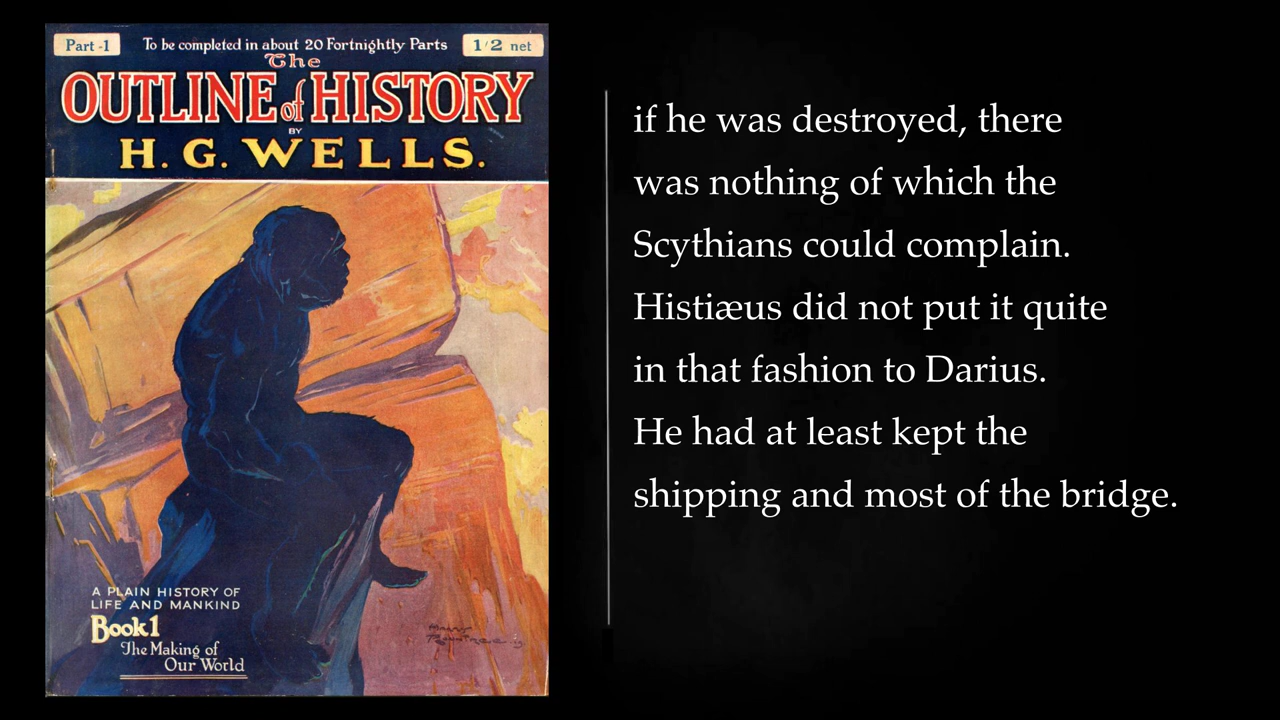 Part -1
To be completed in about 20 Fortnightly Parts
1/2 net
The
OUTLINE of HISTORY
BY
H. G. WELLS.
A PLAIN HISTORY OF
LIFE AND MANKIND
Book 1
The Making of
Our World
if he was destroyed, there
was nothing of which the
Scythians could complain.
Histiæus did not put it quite
in that fashion to Darius.
He had at least kept the
shipping and most of the bridge.